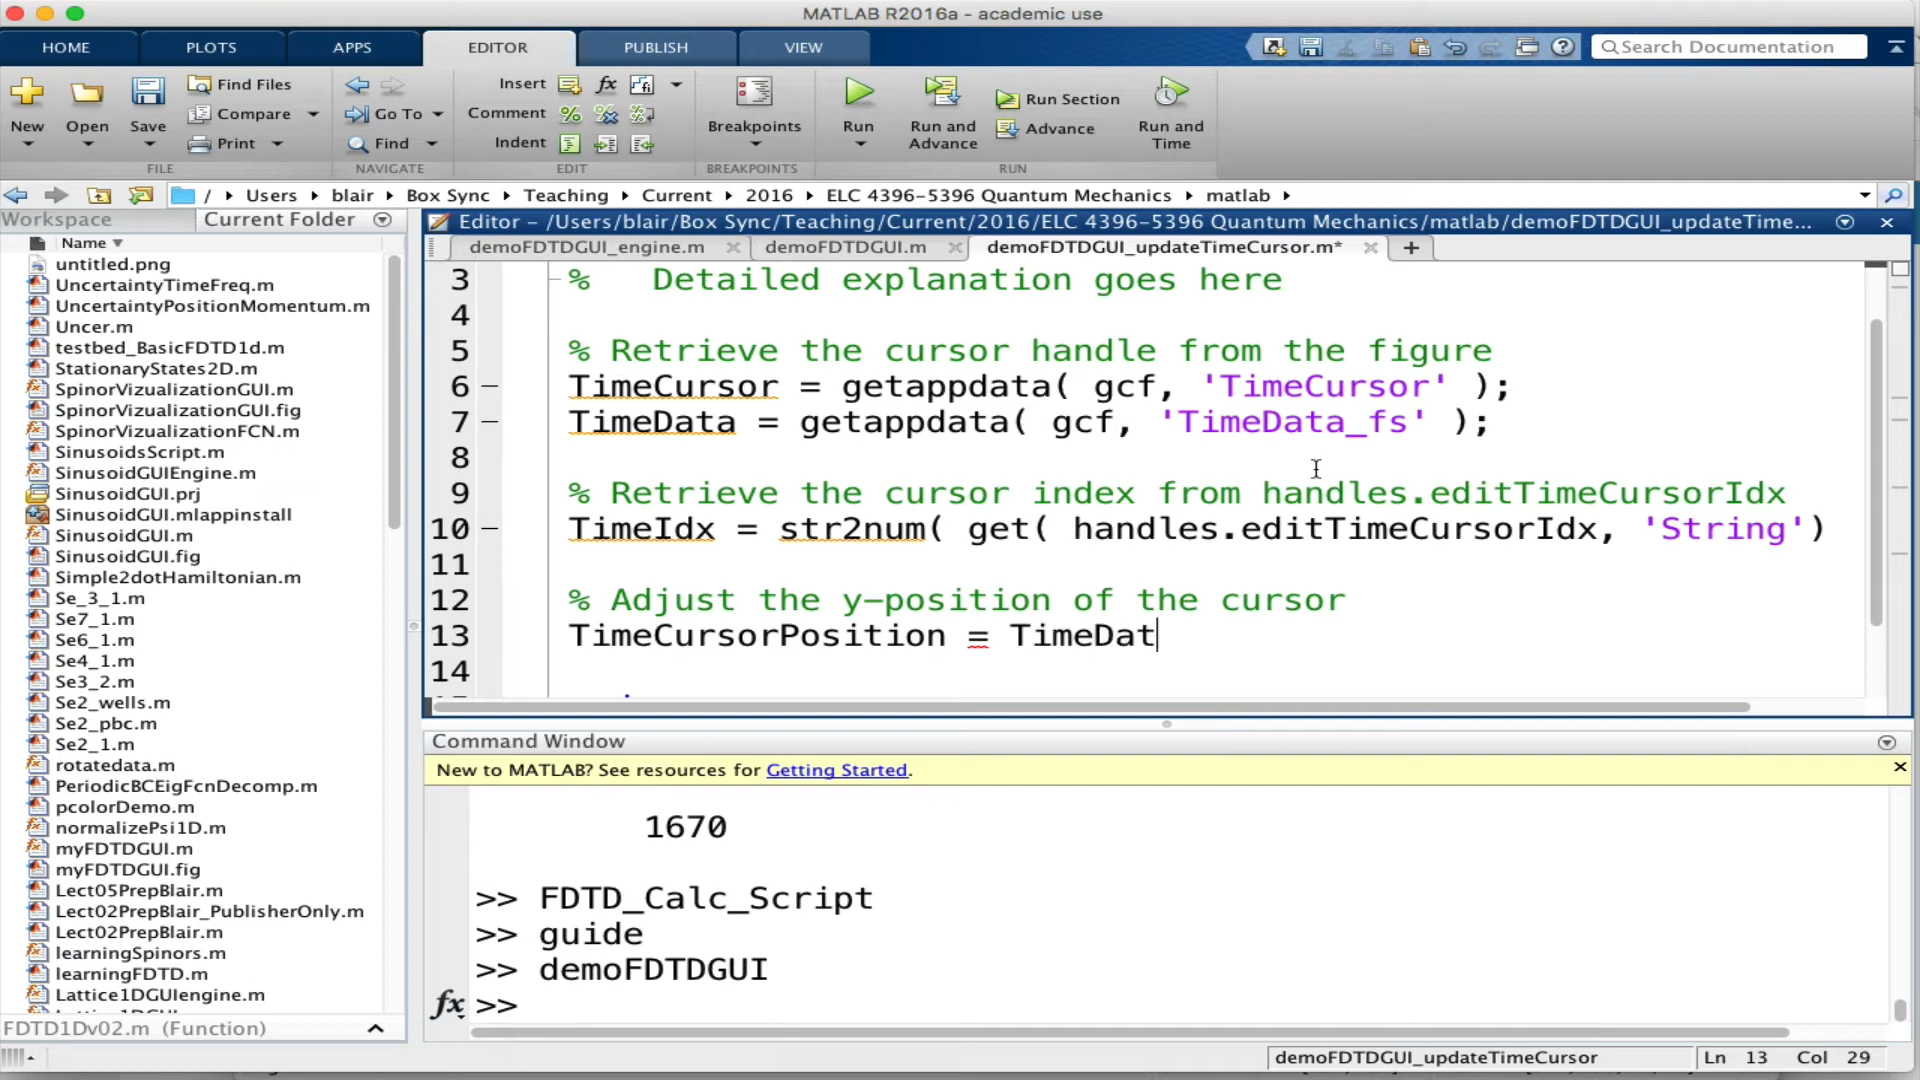 MATLAB R2016a - academic use
HOME
PLOTS
APPS
EDITOR
PUBLISH
VIEW
Search Documentation
New
Open
Save
Find Files
Compare
Print
Go To
Find
Insert
fx
Comment
Indent
Breakpoints
Run
Run and Advance
Run Section
Advance
Run and Time
FILE
NAVIGATE
EDIT
BREAKPOINTS
RUN
/ Users blair Box Sync Teaching Current 2016 ELC 4396-5396 Quantum Mechanics matlab
Workspace
Current Folder
Editor - /Users/blair/Box Sync/Teaching/Current/2016/ELC 4396-5396 Quantum Mechanics/matlab/demoFDTDGUI_updateTime...
Name
untitled.png
UncertaintyTimeFreq.m
UncertaintyPositionMomentum.m
Uncer.m
testbed_BasicFDTD1d.m
StationaryStates2D.m
SpinorVizualizationGUI.m
SpinorVizualizationGUI.fig
SpinorVizualizationFCN.m
SinusoidsScript.m
SinusoidGUIEngine.m
SinusoidGUI.prj
SinusoidGUI.mlappinstall
SinusoidGUI.m
SinusoidGUI.fig
Simple2dotHamiltonian.m
Se_3_1.m
Se7_1.m
Se6_1.m
Se4_1.m
Se3_2.m
Se2_wells.m
Se2_pbc.m
Se2_1.m
rotatedata.m
PeriodicBCEigFcnDecomp.m
pcolorDemo.m
normalizePsi1D.m
myFDTDGUI.m
myFDTDGUI.fig
Lect05PrepBlair.m
Lect02PrepBlair_PublisherOnly.m
Lect02PrepBlair.m
learningSpinors.m
learningFDTD.m
Lattice1DGUIengine.m
FDTD1Dv02.m (Function)
demoFDTDGUI_engine.m
demoFDTDGUI.m
demoFDTDGUI_updateTimeCursor.m*
3 %   Detailed explanation goes here
4
5 % Retrieve the cursor handle from the figure
6 TimeCursor = getappdata( gcf, 'TimeCursor' );
7 TimeData = getappdata( gcf, 'TimeData_fs' );
8
9 % Retrieve the cursor index from handles.editTimeCursorIdx
10 TimeIdx = str2num( get( handles.editTimeCursorIdx, 'String')
11
12 % Adjust the y-position of the cursor
13 TimeCursorPosition = TimeDat
14
Command Window
New to MATLAB? See resources for Getting Started.
1670
>> FDTD_Calc_Script
>> guide
>> demoFDTDGUI
fx >>
demoFDTDGUI_updateTimeCursor
Ln 13 Col 29